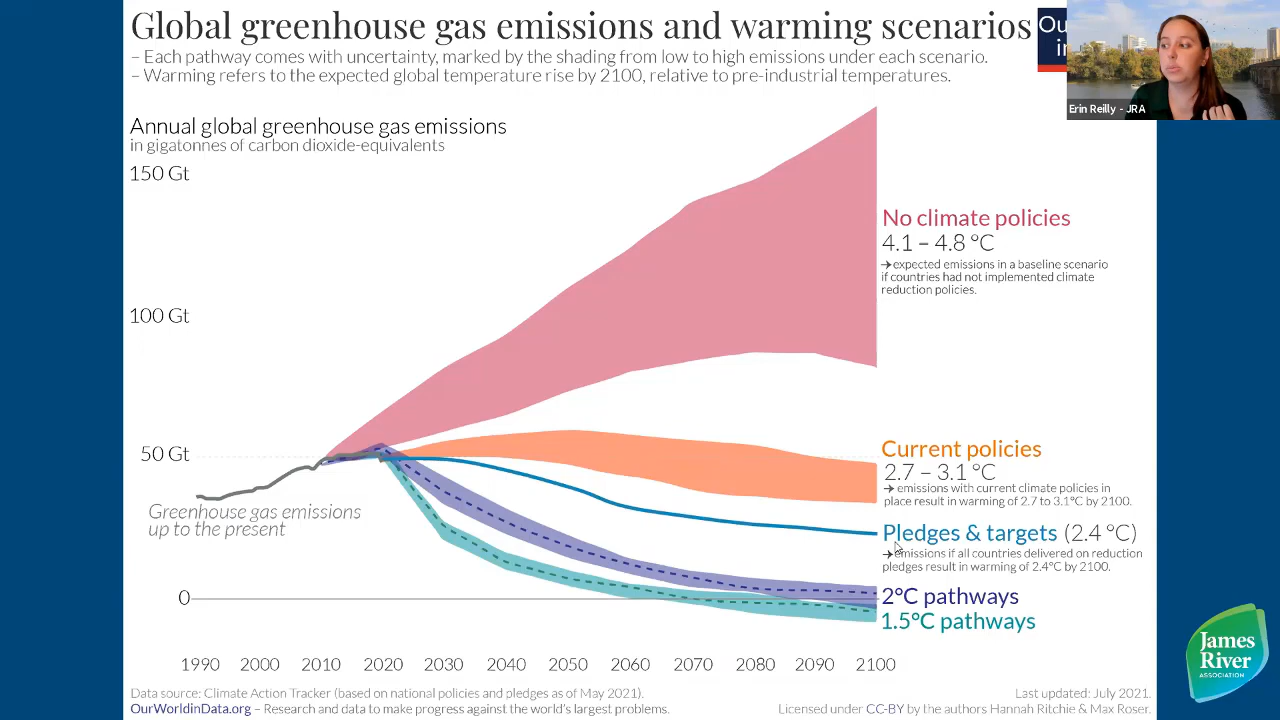 Global greenhouse gas emissions and warming scenarios
– Each pathway comes with uncertainty, marked by the shading from low to high emissions under each scenario.
– Warming refers to the expected global temperature rise by 2100, relative to pre-industrial temperatures.
Erin Reilly - JRA
Annual global greenhouse gas emissions
in gigatonnes of carbon dioxide-equivalents
150 Gt
100 Gt
50 Gt
0
No climate policies
4.1 – 4.8 °C
→expected emissions in a baseline scenario
if countries had not implemented climate
reduction policies.
Current policies
2.7 – 3.1 °C
→ emissions with current climate policies in
place result in warming of 2.7 to 3.1°C by 2100.
Pledges & targets (2.4 °C)
→emissions if all countries delivered on reduction
pledges result in warming of 2.4°C by 2100.
2°C pathways
1.5°C pathways
Greenhouse gas emissions
up to the present
1990 2000 2010 2020 2030 2040 2050 2060 2070 2080 2090 2100
Data source: Climate Action Tracker (based on national policies and pledges as of May 2021).
OurWorldinData.org – Research and data to make progress against the world's largest problems.
Last updated: July 2021.
Licensed under CC-BY by the authors Hannah Ritchie & Max Roser.
James
River
ASSOCIATION